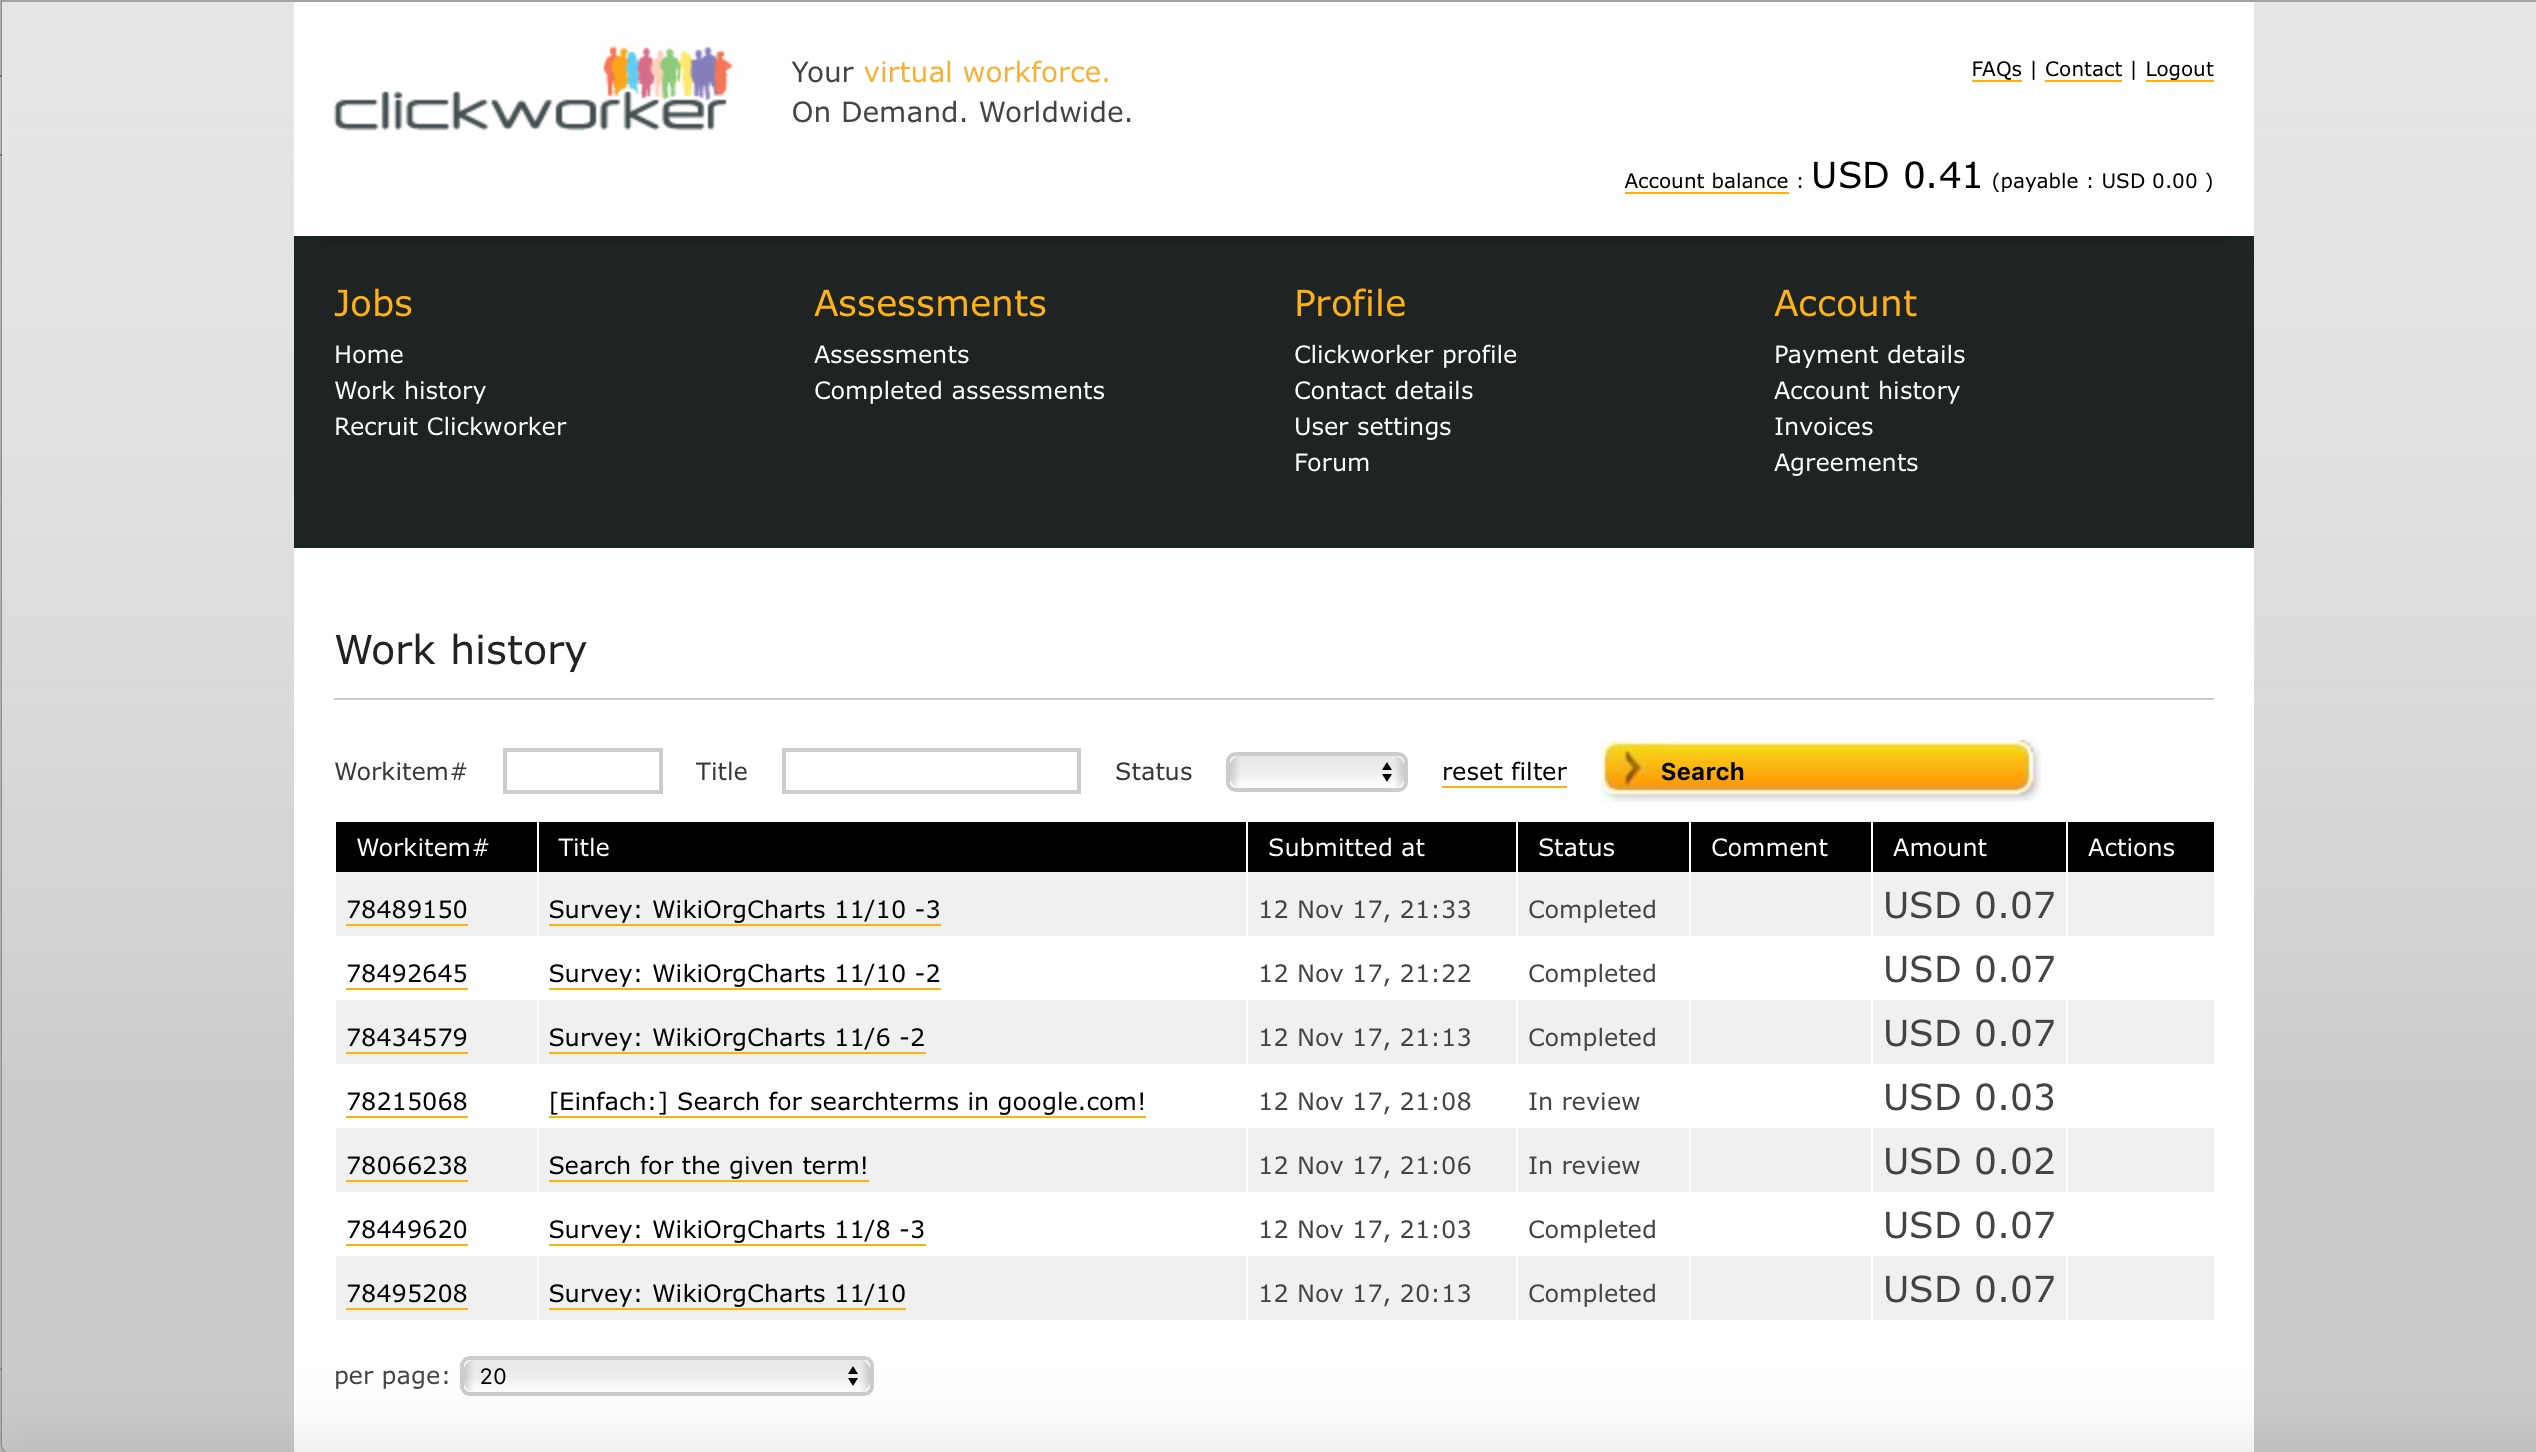 clickworker
Your virtual workforce.
On Demand. Worldwide.
FAQs | Contact | Logout
Account balance : USD 0.41 (payable : USD 0.00 )
Jobs
Home
Work history
Recruit Clickworker
Assessments
Assessments
Completed assessments
Profile
Clickworker profile
Contact details
User settings
Forum
Account
Payment details
Account history
Invoices
Agreements
Work history
Workitem# Title Status reset filter Search
Workitem# Title Submitted at Status Comment Amount Actions
78489150 Survey: WikiOrgCharts 11/10 -3 12 Nov 17, 21:33 Completed USD 0.07
78492645 Survey: WikiOrgCharts 11/10 -2 12 Nov 17, 21:22 Completed USD 0.07
78434579 Survey: WikiOrgCharts 11/6 -2 12 Nov 17, 21:13 Completed USD 0.07
78215068 [Einfach:] Search for searchterms in google.com! 12 Nov 17, 21:08 In review USD 0.03
78066238 Search for the given term! 12 Nov 17, 21:06 In review USD 0.02
78449620 Survey: WikiOrgCharts 11/8 -3 12 Nov 17, 21:03 Completed USD 0.07
78495208 Survey: WikiOrgCharts 11/10 12 Nov 17, 20:13 Completed USD 0.07
per page: 20